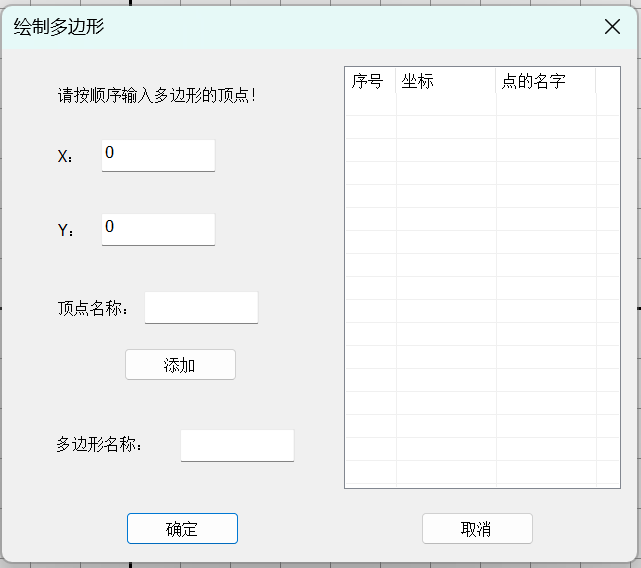 绘制多边形
请按顺序输入多边形的顶点!
X: 0
Y: 0
顶点名称:
添加
多边形名称:
确定
序号 坐标 点的名字
取消